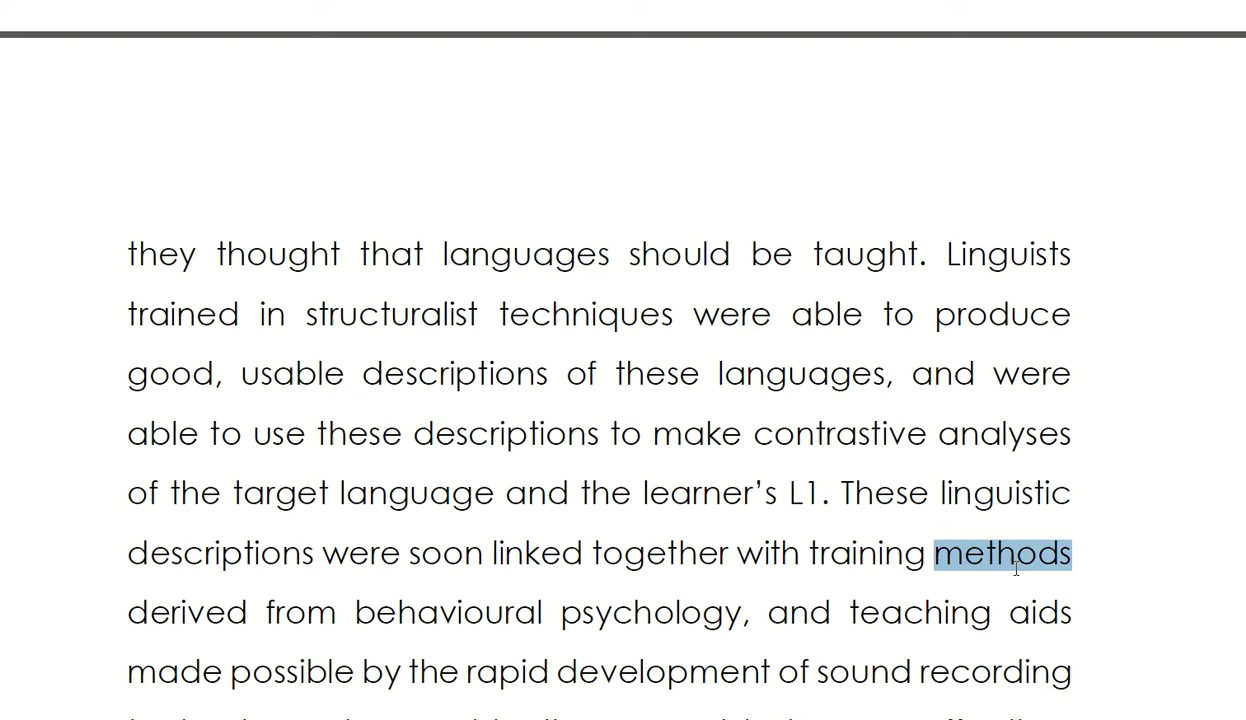 they thought that languages should be taught. Linguists
trained in structuralist techniques were able to produce
good, usable descriptions of these languages, and were
able to use these descriptions to make contrastive analyses
of the target language and the learner’s L1. These linguistic
descriptions were soon linked together with training methods
derived from behavioural psychology, and teaching aids
made possible by the rapid development of sound recording